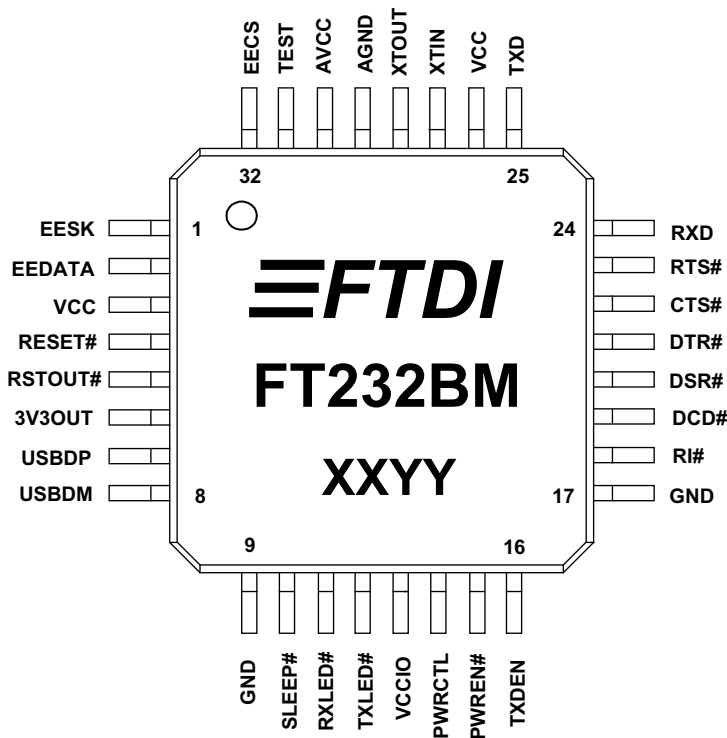 EECS
TEST
AVCC
AGND
XTOUT
XTIN
VCC
TXD
32
25
EESK
1
24
RXD
EEDATA
RTS#
VCC
CTS#
RESET#
DTR#
RSTOUT#
DSR#
3V3OUT
DCD#
USBDP
RI#
USBDM
8
17
GND
FTDI
FT232BM
XXYY
9
16
GND
SLEEP#
RXLED#
TXLED#
VCCIO
PWRCTL
PWREN#
TXDEN